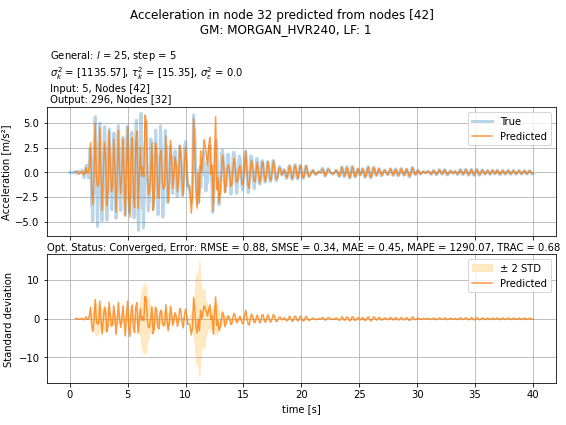 Acceleration in node 32 predicted from nodes [42]
GM: MORGAN_HVR240, LF: 1
General: l = 25, step = 5
σ²ₖ = [1135.57], τ²ₖ = [15.35], σ²ₑ = 0.0
Input: 5, Nodes [42]
Output: 296, Nodes [32]
Acceleration [m/s²]
5.0
2.5
0.0
−2.5
−5.0
True
Predicted
Opt. Status: Converged, Error: RMSE = 0.88, SMSE = 0.34, MAE = 0.45, MAPE = 1290.07, TRAC = 0.68
Standard deviation
10
0
−10
± 2 STD
Predicted
0 5 10 15 20 25 30 35 40
time [s]